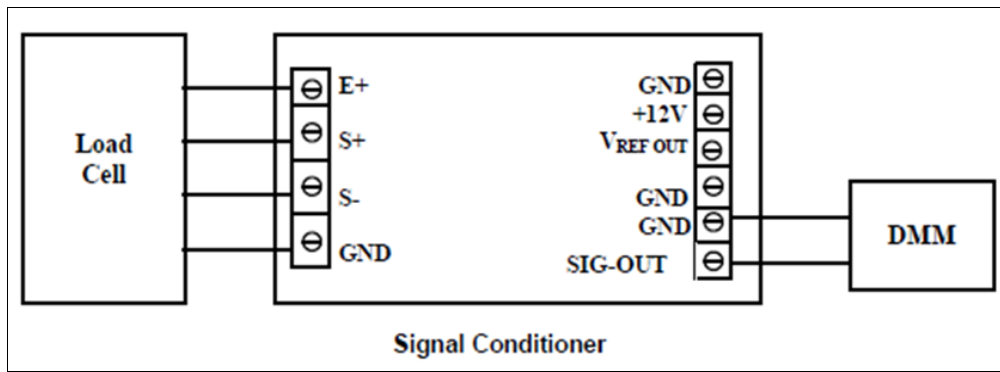 Load
Cell
E+
S+
S-
GND
GND
+12V
VREF OUT
GND
GND
SIG-OUT
DMM
Signal Conditioner